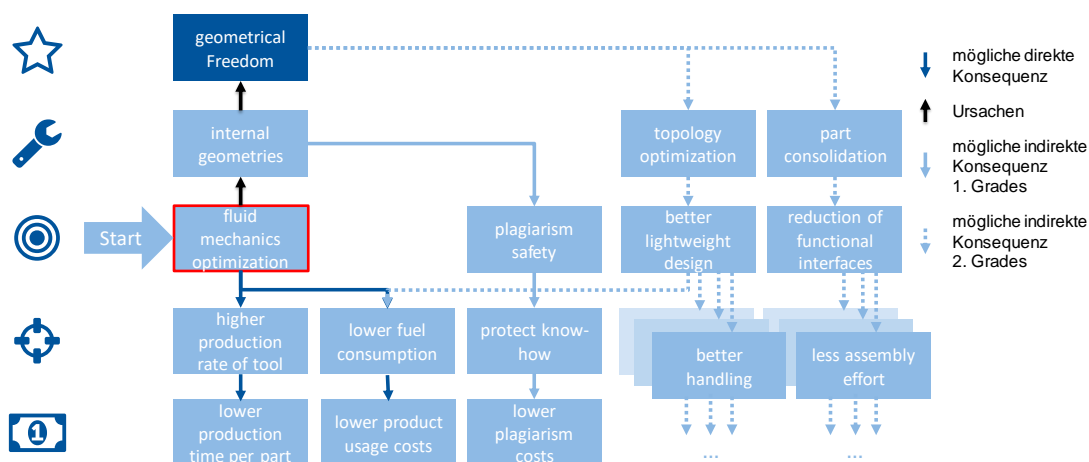 geometrical
Freedom
internal
geometries
topology
optimization
part
consolidation
Start
fluid
mechanics
optimization
plagiarism
safety
better
lightweight
design
reduction of
functional
interfaces
higher
production
rate of tool
lower fuel
consumption
protect know-
how
better
handling
less assembly
effort
1
lower
production
time per part
lower product
usage costs
lower
plagiarism
costs
...
...
mögliche direkte
Konsequenz
Ursachen
mögliche indirekte
Konsequenz
1. Grades
mögliche indirekte
Konsequenz
2. Grades